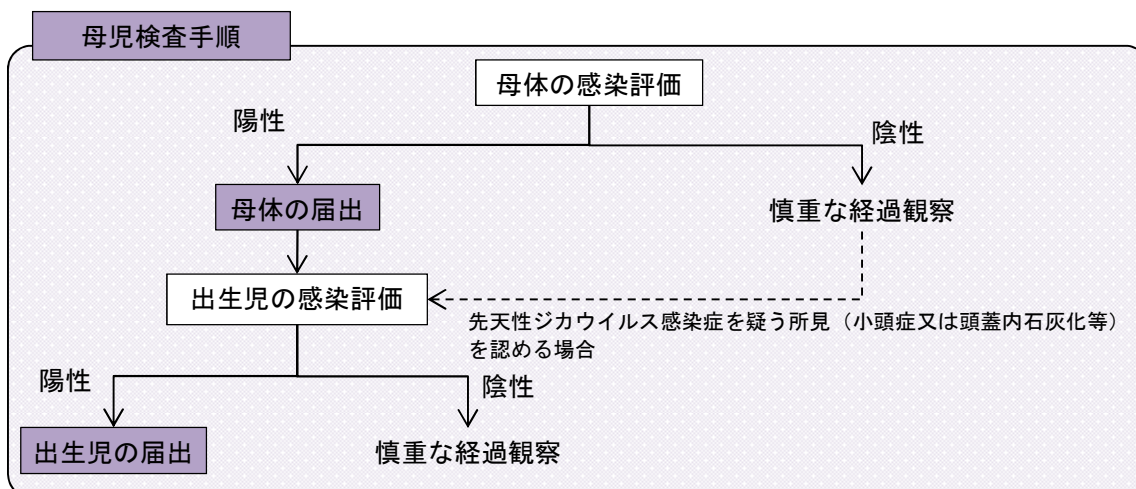 母児検査手順
母体の感染評価
陽性
陰性
母体の届出
慎重な経過観察
出生児の感染評価
先天性ジカウイルス感染症を疑う所見（小頭症又は頭蓋内石灰化等）
を認める場合
陽性
陰性
出生児の届出
慎重な経過観察